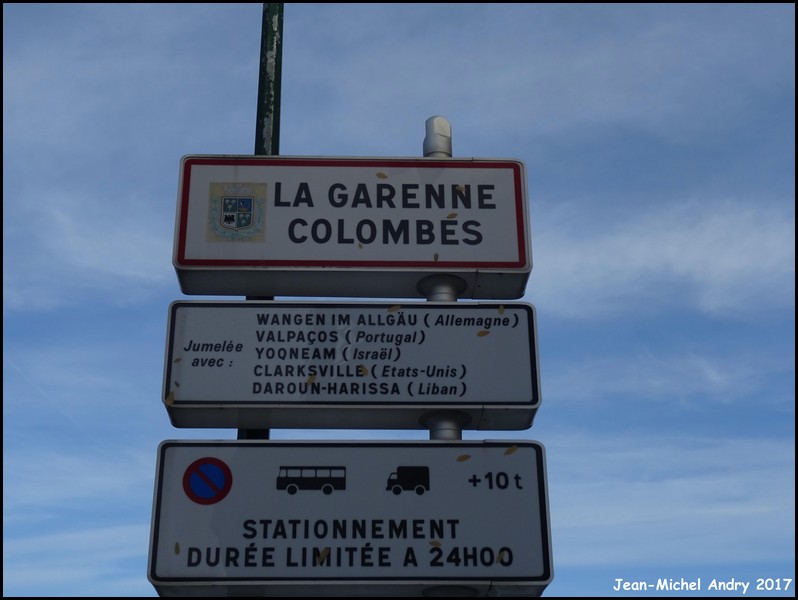 LA GARENNE
COLOMBES
Jumelée
avec :
WANGEN IM ALLGÄU ( Allemagne )
VALPAÇOS ( Portugal )
YOQNEAM ( Israël )
CLARKSVILLE ( Etats-Unis )
DAROUN-HARISSA ( Liban )
+10 t
STATIONNEMENT
DURÉE LIMITÉE A 24H00
Jean-Michel Andry 2017